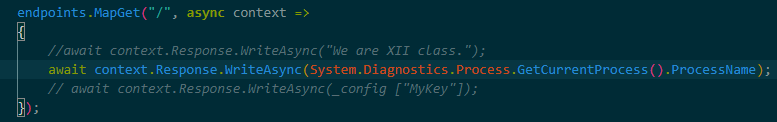 endpoints.MapGet("/", async context =>
{
//await context.Response.WriteAsync("We are XII class.");
await context.Response.WriteAsync(System.Diagnostics.Process.GetCurrentProcess().ProcessName);
// await context.Response.WriteAsync(_config ["MyKey"]);
});